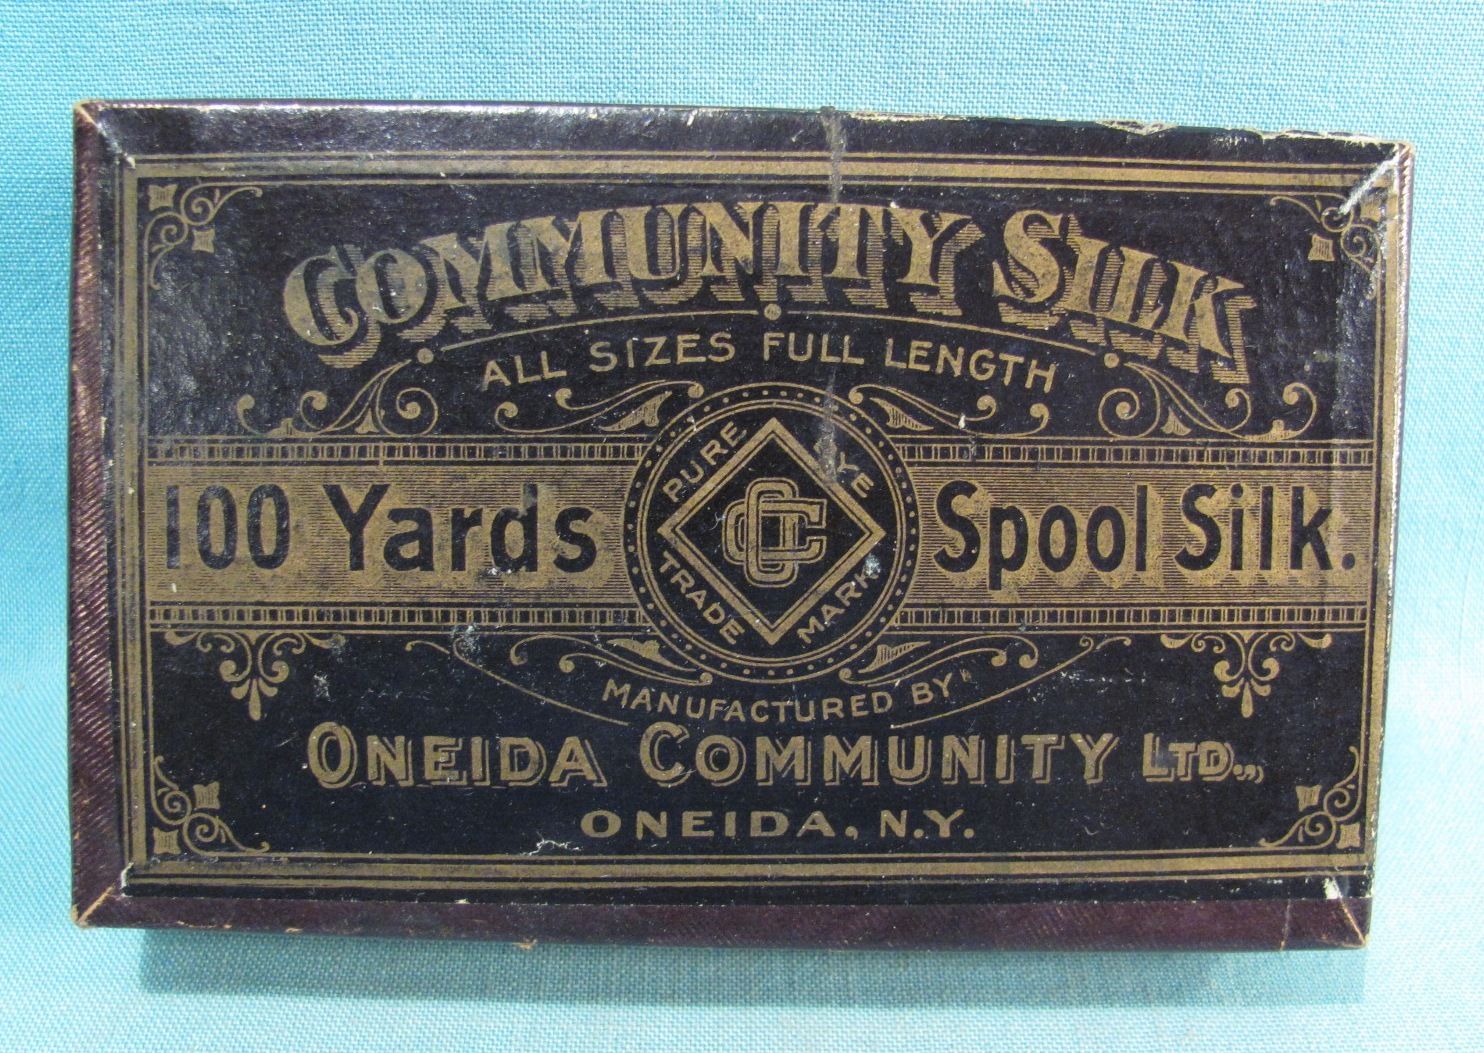 COMMUNITY SILK
ALL SIZES FULL LENGTH
PURE DYE
100 Yards Spool Silk.
TRADE MARK
MANUFACTURED BY
ONEIDA COMMUNITY LTD.,
ONEIDA, N.Y.